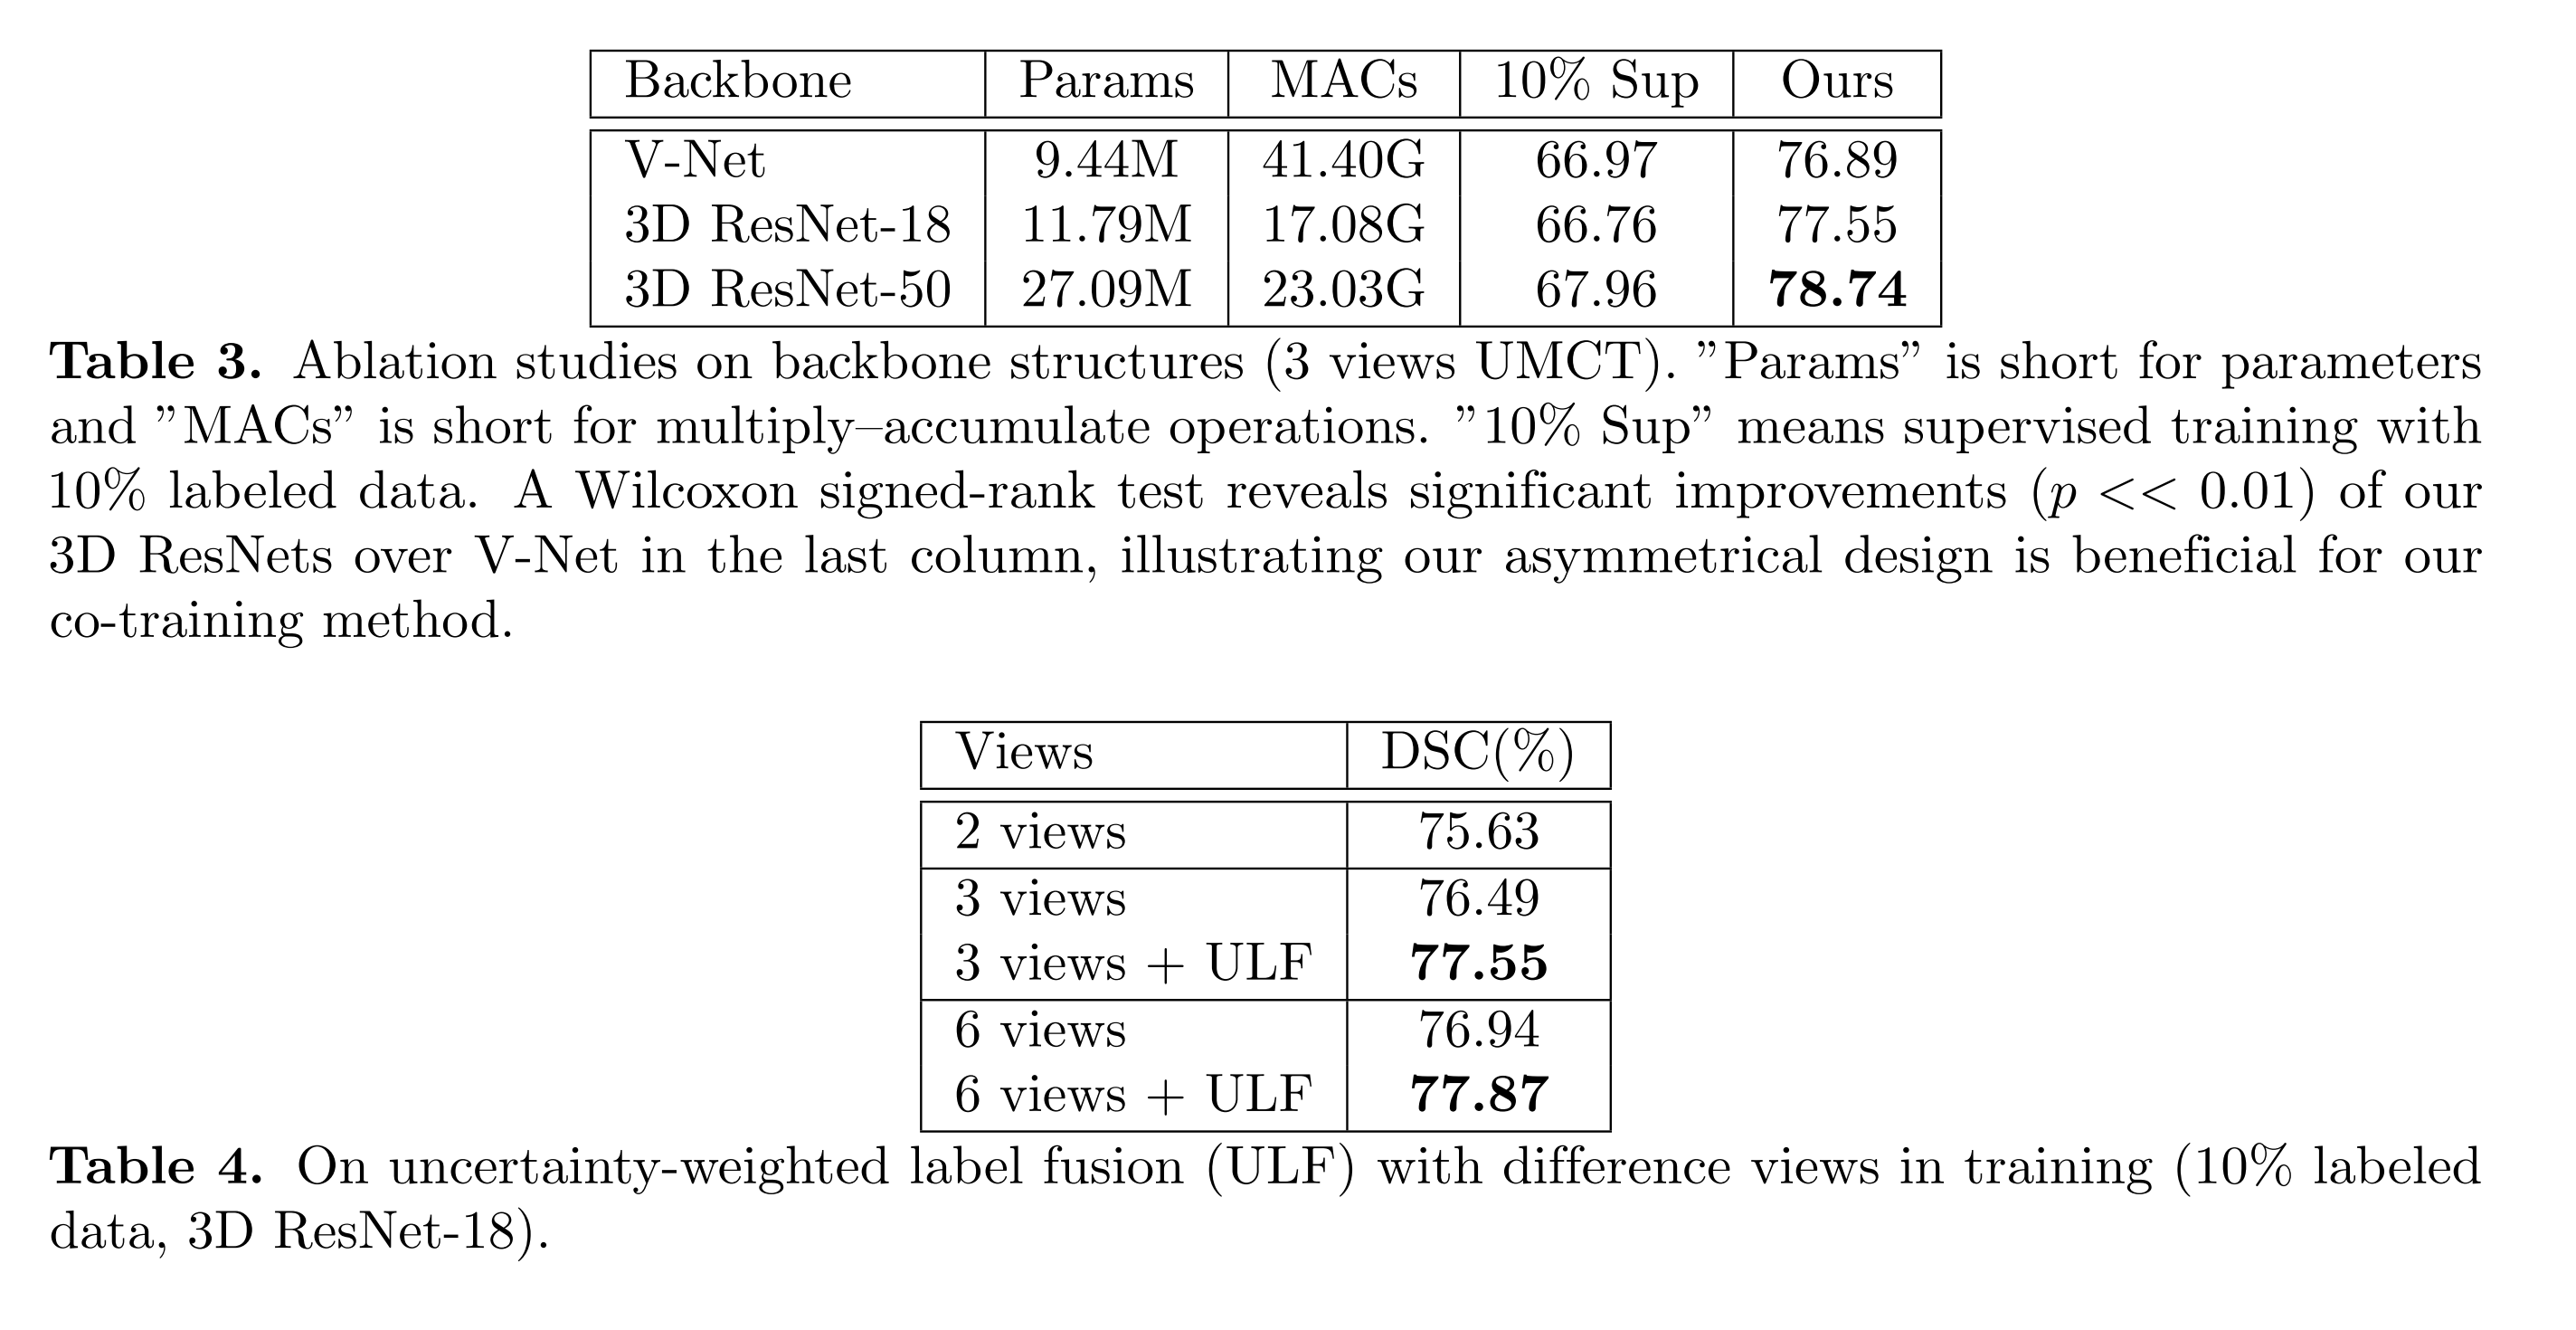 Backbone Params MACs 10% Sup Ours
V-Net 9.44M 41.40G 66.97 76.89
3D ResNet-18 11.79M 17.08G 66.76 77.55
3D ResNet-50 27.09M 23.03G 67.96 78.74
Table 3. Ablation studies on backbone structures (3 views UMCT). ”Params” is short for parameters
and ”MACs” is short for multiply–accumulate operations. ”10% Sup” means supervised training with
10% labeled data. A Wilcoxon signed-rank test reveals significant improvements (p << 0.01) of our
3D ResNets over V-Net in the last column, illustrating our asymmetrical design is beneficial for our
co-training method.
Views DSC(%)
2 views 75.63
3 views 76.49
3 views + ULF 77.55
6 views 76.94
6 views + ULF 77.87
Table 4. On uncertainty-weighted label fusion (ULF) with difference views in training (10% labeled
data, 3D ResNet-18).